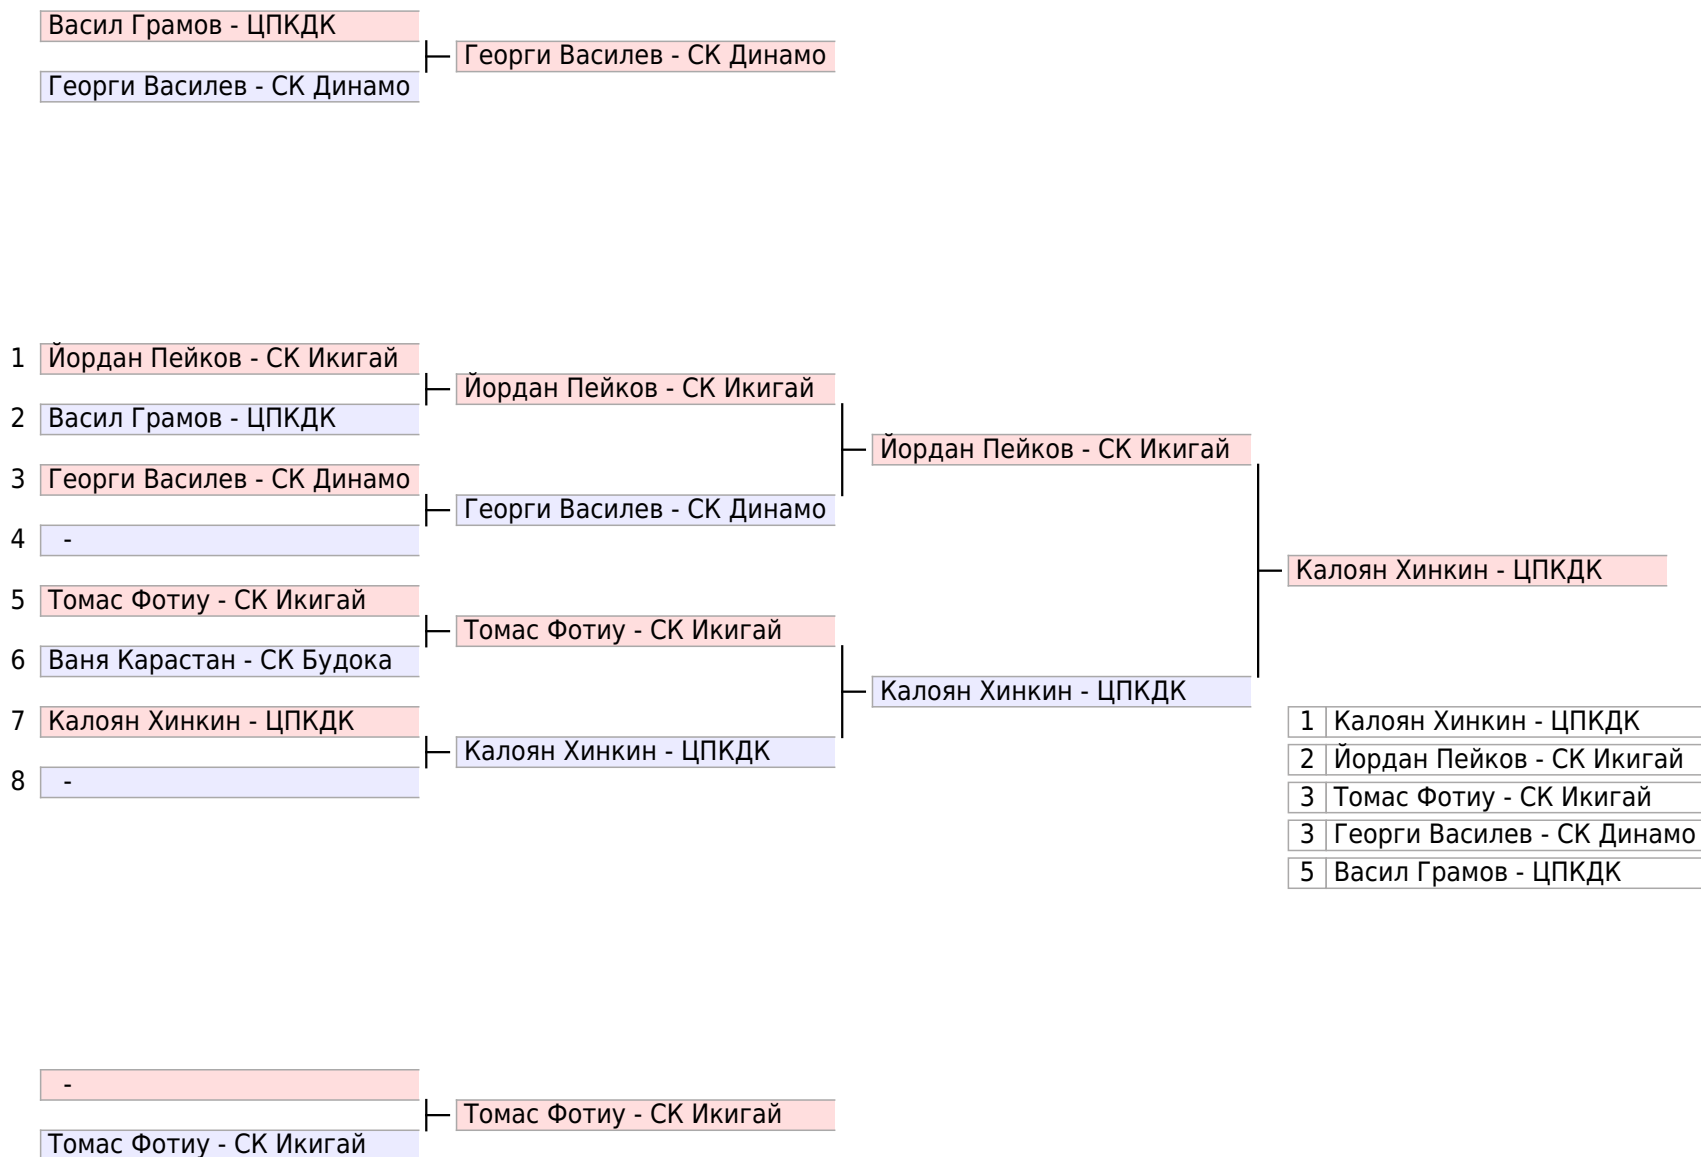 Васил Грамов - ЦПКДК
Георги Василев - СК Динамо
Георги Василев - СК Динамо
1 Йордан Пейков - СК Икигай
Йордан Пейков - СК Икигай
2 Васил Грамов - ЦПКДК
Йордан Пейков - СК Икигай
3 Георги Василев - СК Динамо
Георги Василев - СК Динамо
4 -
Калоян Хинкин - ЦПКДК
5 Томас Фотиу - СК Икигай
Томас Фотиу - СК Икигай
6 Ваня Карастан - СК Будока
Калоян Хинкин - ЦПКДК
7 Калоян Хинкин - ЦПКДК
Калоян Хинкин - ЦПКДК
8 -
1 Калоян Хинкин - ЦПКДК
2 Йордан Пейков - СК Икигай
3 Томас Фотиу - СК Икигай
3 Георги Василев - СК Динамо
5 Васил Грамов - ЦПКДК
-
Томас Фотиу - СК Икигай
Томас Фотиу - СК Икигай